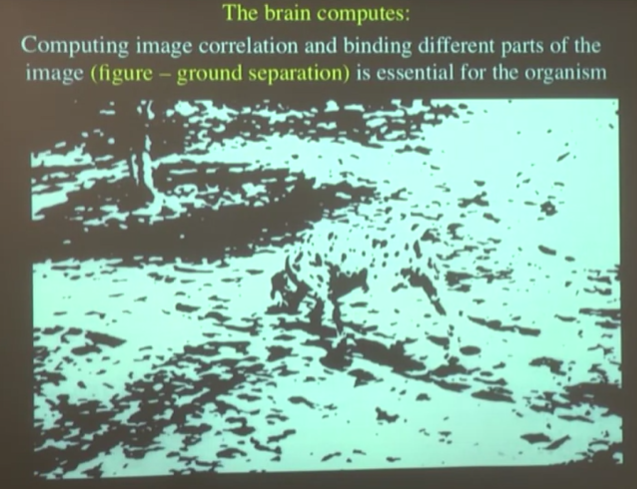 The brain computes:
Computing image correlation and binding different parts of the
image (figure – ground separation) is essential for the organism